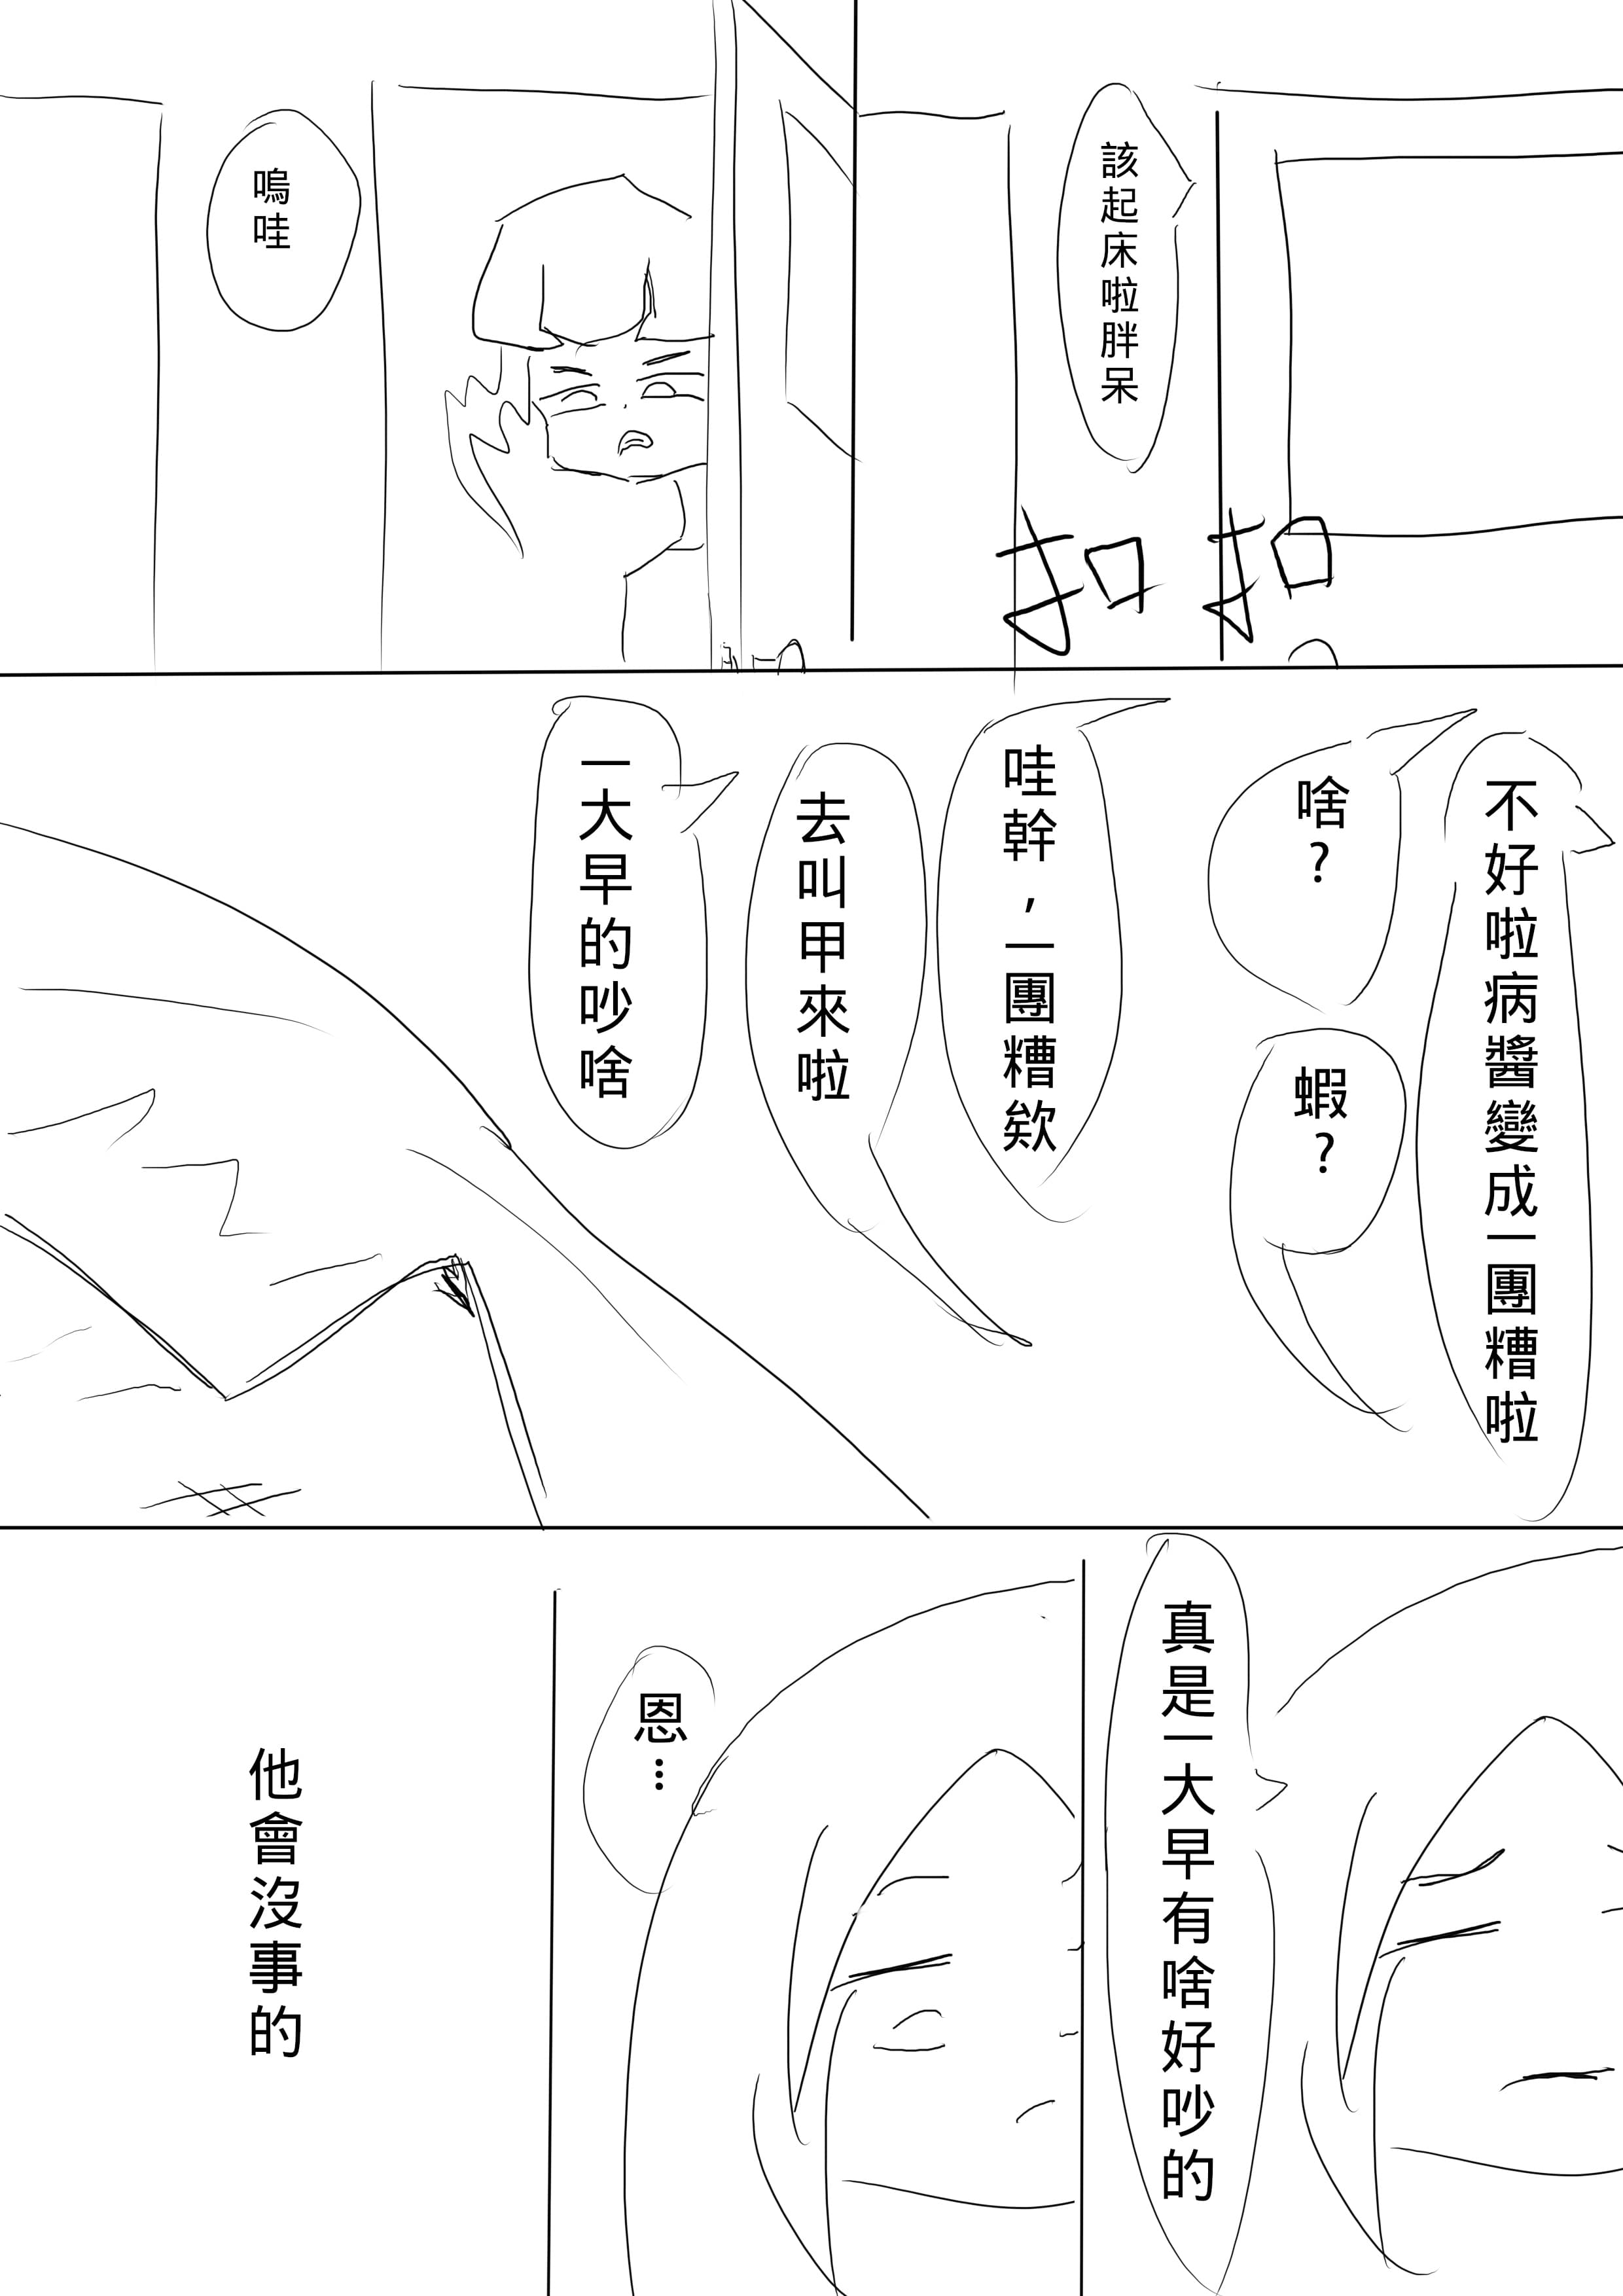 該起床啦胖呆
扣扣
嗚哇
不好啦病醬變成一團糟啦
啥?
蝦?
哇幹,一團糟欸
去叫甲來啦
一大早的吵啥
真是一大早有啥好吵的
恩…
他會沒事的